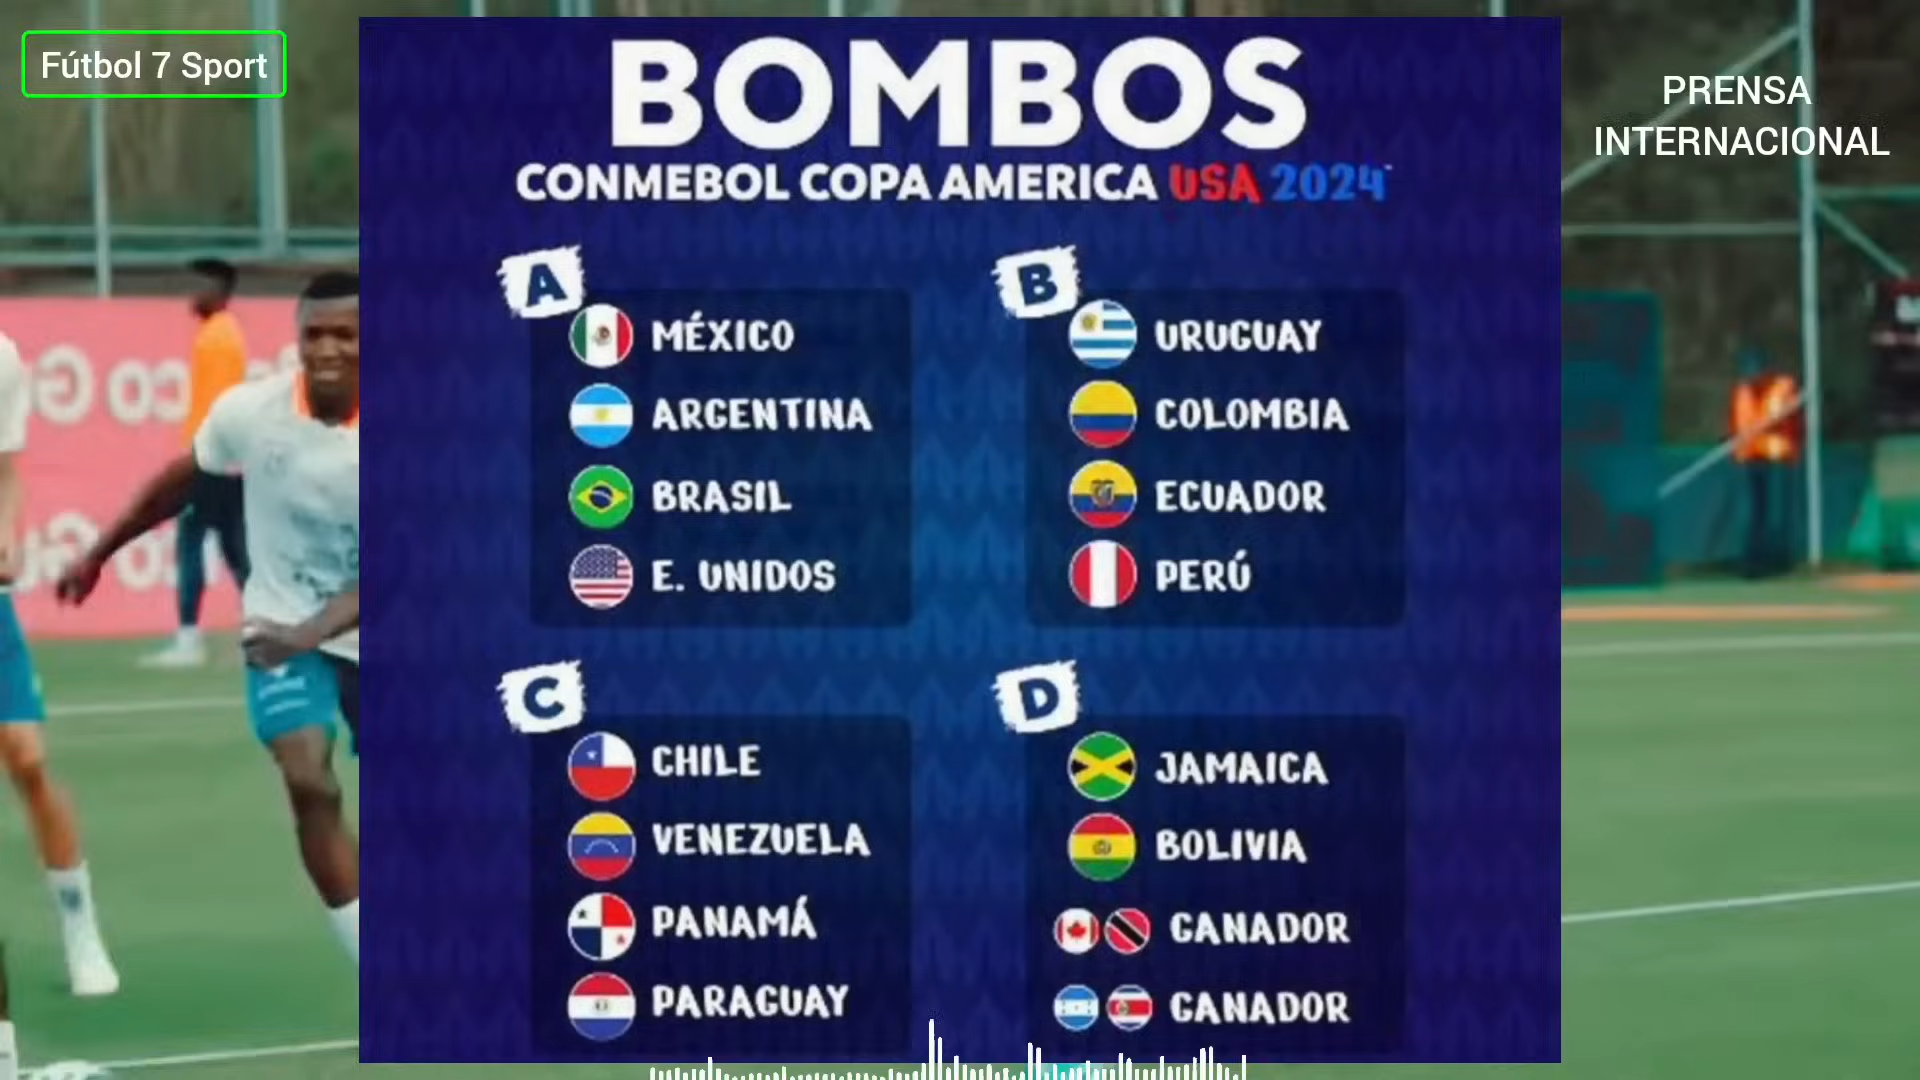 Fútbol 7 Sport
PRENSA
INTERNACIONAL
BOMBOS
CONMEBOL COPA AMERICA USA 2024
A
MÉXICO
ARGENTINA
BRASIL
E. UNIDOS
B
URUGUAY
COLOMBIA
ECUADOR
PERÚ
C
CHILE
VENEZUELA
PANAMÁ
PARAGUAY
D
JAMAICA
BOLIVIA
GANADOR
GANADOR